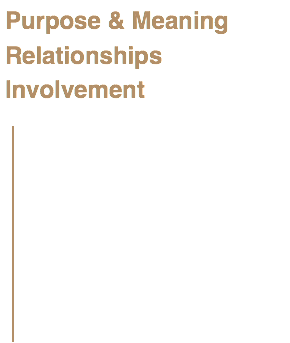 Purpose & Meaning
Relationships
Involvement